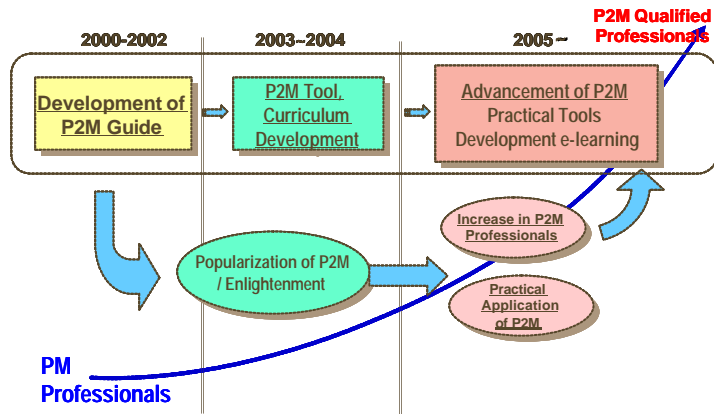 P2M Qualified
Professionals
2000-2002
2003~2004
2005~
Development of
P2M Guide
P2M Tool,
Curriculum
Development
Advancement of P2M
Practical Tools
Development e-learning
Increase in P2M
Professionals
Popularization of P2M
/ Enlightenment
Practical
Application
of P2M
PM
Professionals